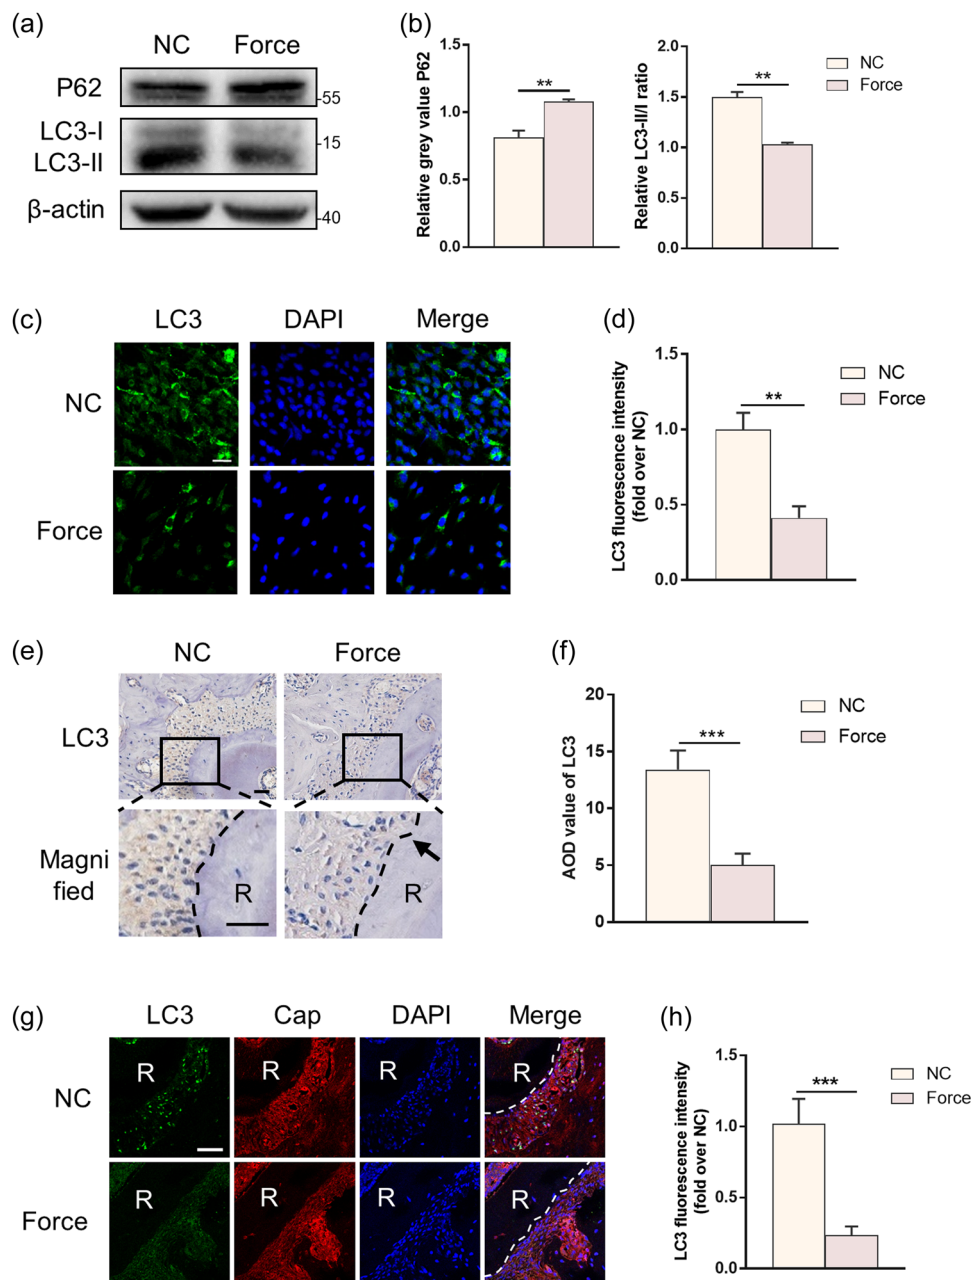 (a)
NC Force
P62
-55
LC3-I
-15
LC3-II
β-actin
-40
(b)
Relative grey value P62
1.5
1.0
0.5
0.0
**
Relative LC3-II/I ratio
2.0
1.5
1.0
0.5
0.0
**
NC
Force
(c)
LC3 DAPI Merge
NC
Force
(d)
LC3 fluorescence intensity
(fold over NC)
1.5
1.0
0.5
0.0
**
NC
Force
(e)
NC Force
LC3
Magni
fied
R R
(f)
AOD value of LC3
20
15
10
5
0
***
NC
Force
(g)
LC3 Cap DAPI Merge
NC
R R R R
Force
R R R R
(h)
LC3 fluorescence intensity
(fold over NC)
1.5
1.0
0.5
0.0
***
NC
Force